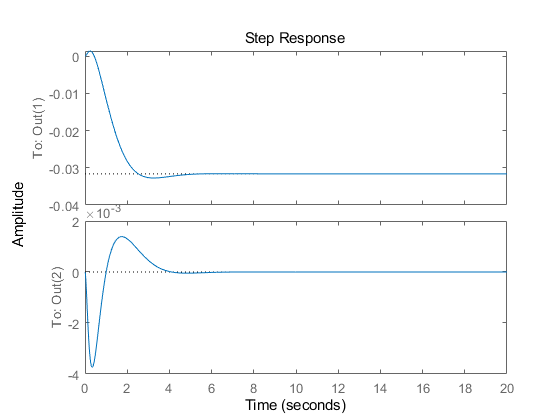 Step Response
Amplitude
To: Out(1)
0
-0.01
-0.02
-0.03
-0.04
×10-3
To: Out(2)
2
0
-2
-4
0 2 4 6 8 10 12 14 16 18 20
Time (seconds)